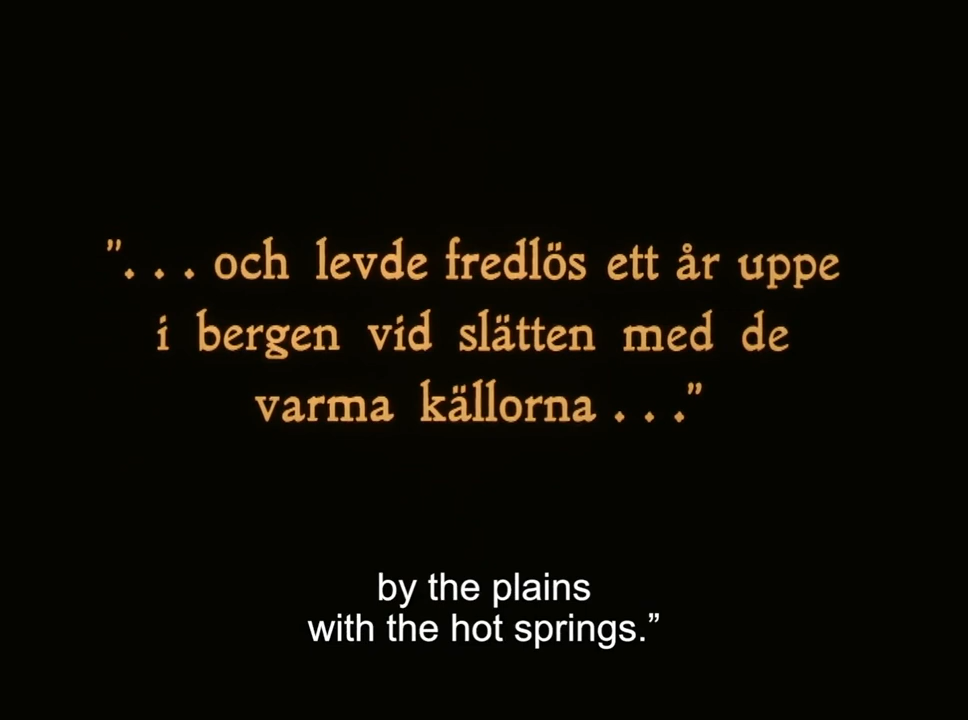 ". . . och levde fredlös ett år uppe
i bergen vid slätten med de
varma källorna . . ."
by the plains
with the hot springs.”